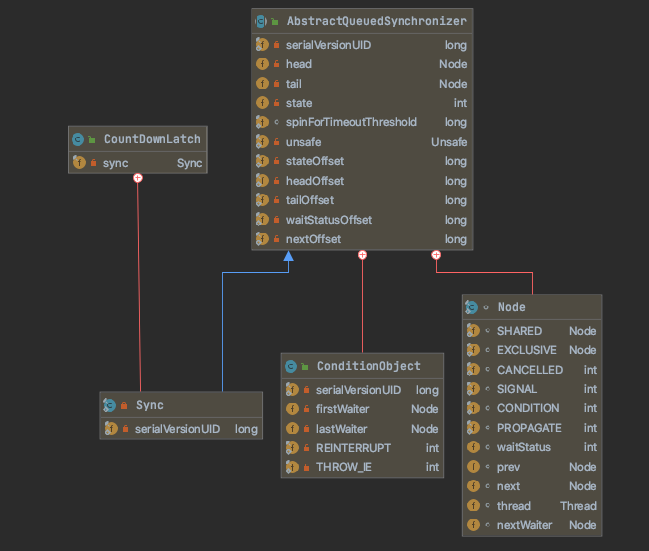 AbstractQueuedSynchronizer
serialVersionUID long
head Node
tail Node
state int
spinForTimeoutThreshold long
unsafe Unsafe
stateOffset long
headOffset long
tailOffset long
waitStatusOffset long
nextOffset long
CountDownLatch
sync Sync
Sync
serialVersionUID long
ConditionObject
serialVersionUID long
firstWaiter Node
lastWaiter Node
REINTERRUPT int
THROW_IE int
Node
SHARED Node
EXCLUSIVE Node
CANCELLED int
SIGNAL int
CONDITION int
PROPAGATE int
waitStatus int
prev Node
next Node
thread Thread
nextWaiter Node